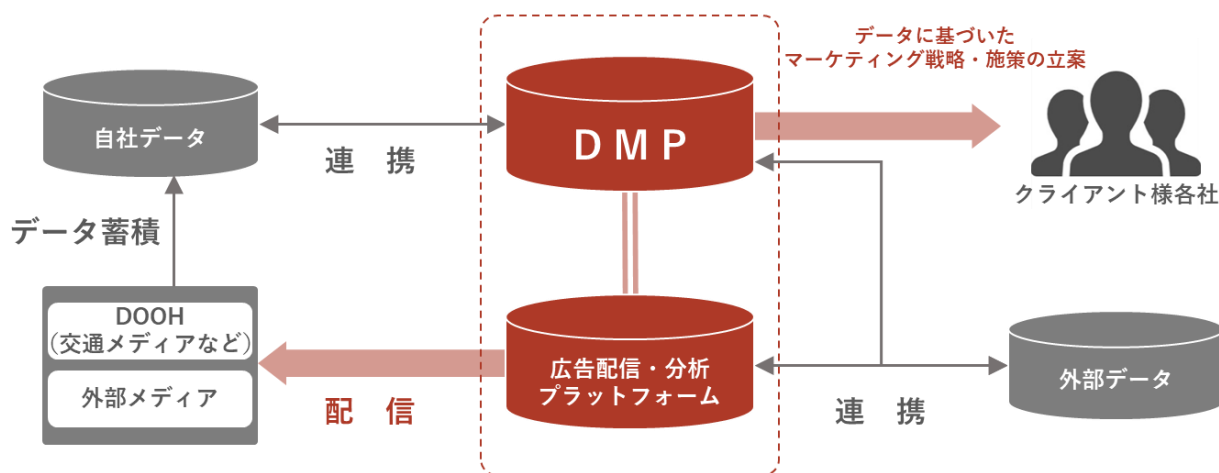 データに基づいた
マーケティング戦略・施策の立案
自社データ
連 携
DMP
クライアント様各社
データ蓄積
DOOH
(交通メディアなど)
外部メディア
配 信
広告配信・分析
プラットフォーム
連 携
外部データ